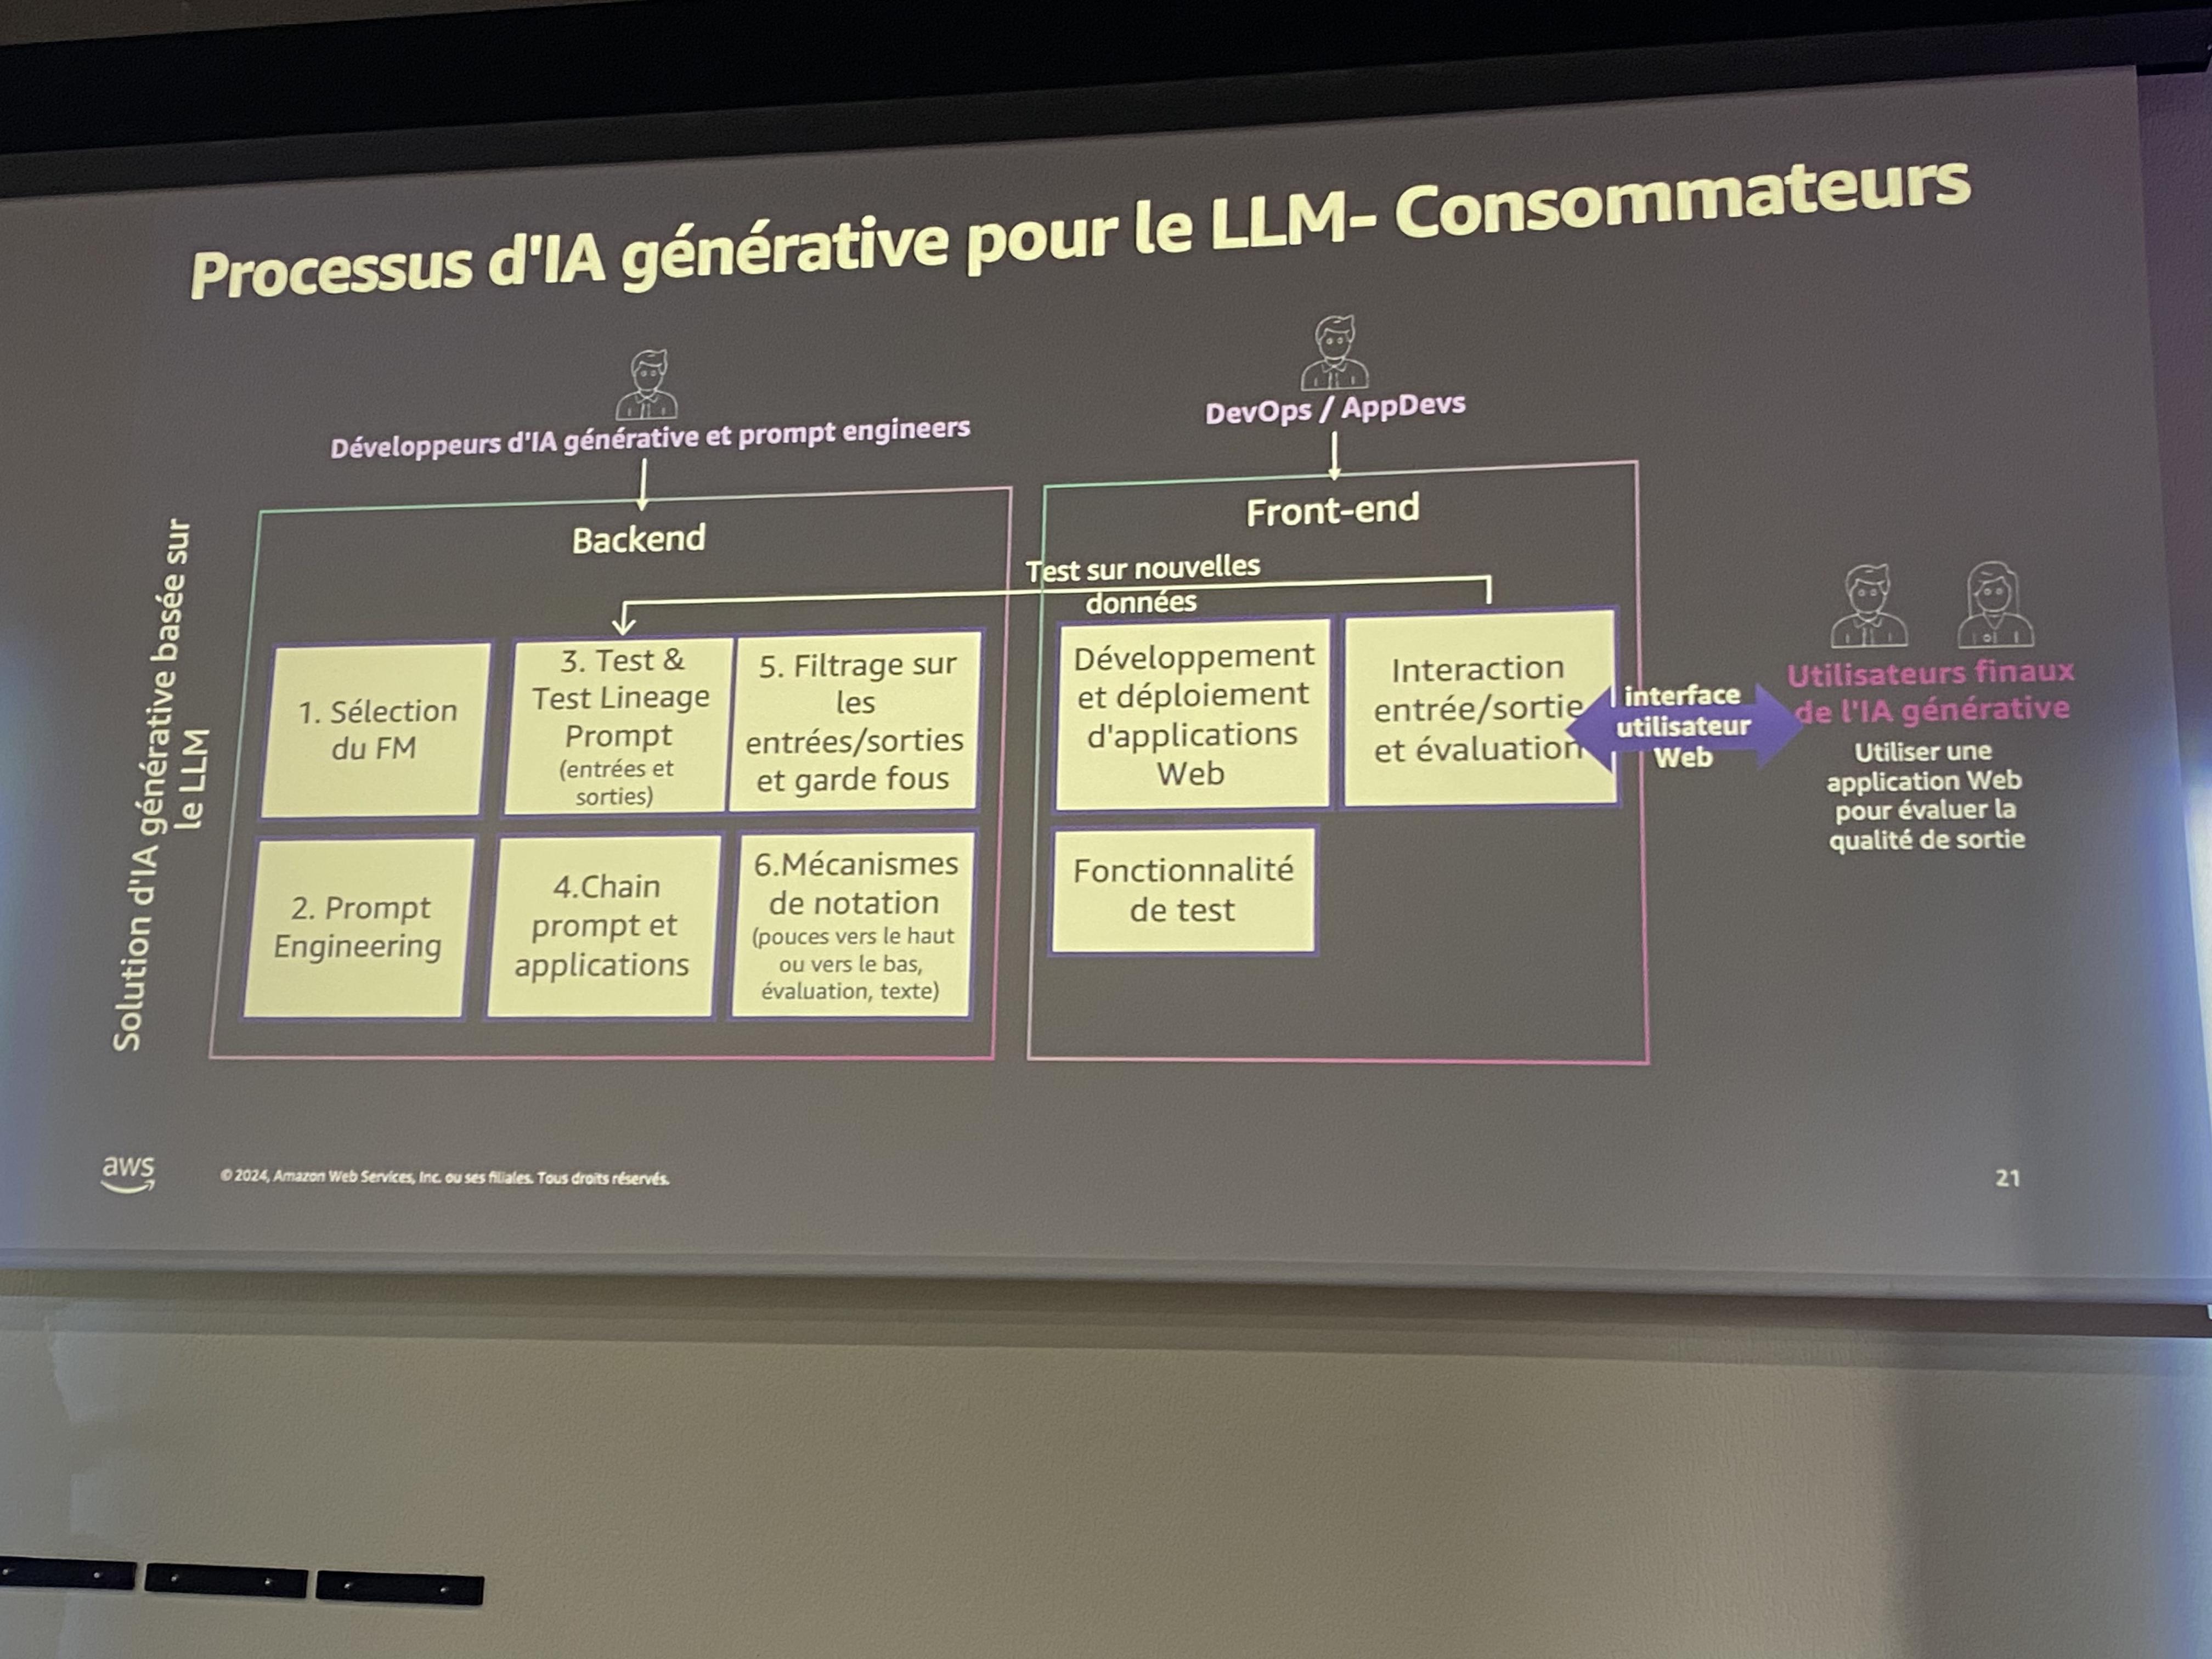 Processus d'IA générative pour le LLM- Consommateurs
Développeurs d'IA générative et prompt engineers
DevOps / AppDevs
Solution d'IA générative basée sur
le LLM
Backend
1. Sélection
du FM
2. Prompt
Engineering
3. Test &
Test Lineage
Prompt
(entrées et
sorties)
4.Chain
prompt et
applications
5. Filtrage sur
les
entrées/sorties
et garde fous
6.Mécanismes
de notation
(pouces vers le haut
ou vers le bas,
évaluation, texte)
Front-end
Test sur nouvelles
données
Développement
et déploiement
d'applications
Web
Interaction
entrée/sortie
et évaluation
Fonctionnalité
de test
interface
utilisateur
Web
Utilisateurs finaux
de l'IA générative
Utiliser une
application Web
pour évaluer la
qualité de sortie
aws
© 2024, Amazon Web Services, Inc. ou ses filiales. Tous droits réservés.
21